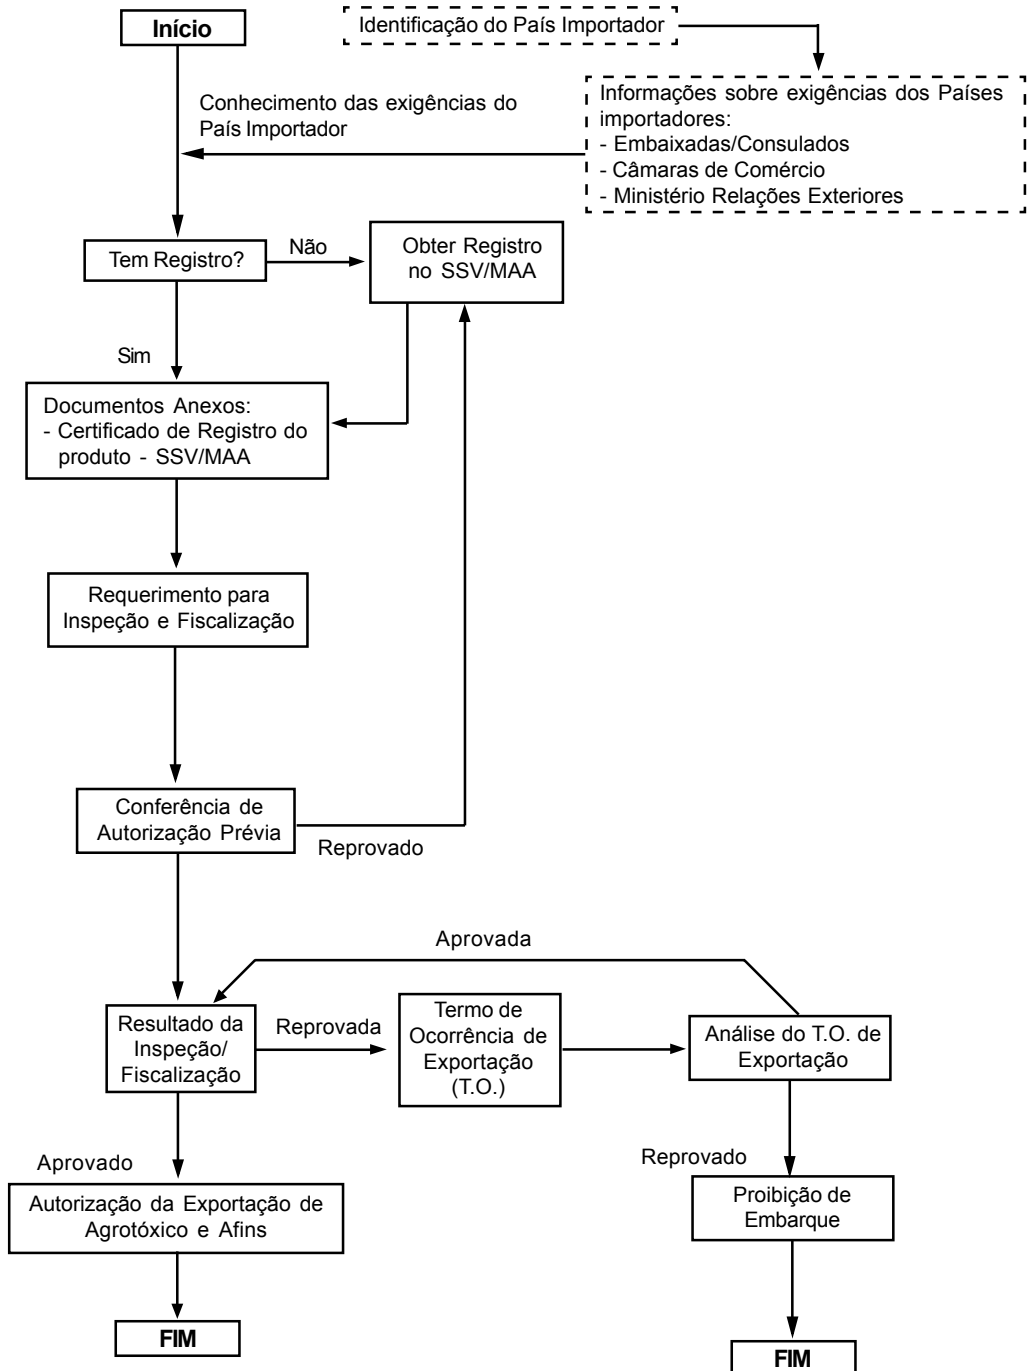 Início
Identificação do País Importador
Conhecimento das exigências do
País Importador
Informações sobre exigências dos Países
importadores:
- Embaixadas/Consulados
- Câmaras de Comércio
- Ministério Relações Exteriores
Tem Registro?
Não
Obter Registro
no SSV/MAA
Sim
Documentos Anexos:
- Certificado de Registro do
produto - SSV/MAA
Requerimento para
Inspeção e Fiscalização
Conferência de
Autorização Prévia
Reprovado
Aprovada
Resultado da
Inspeção/
Fiscalização
Reprovada
Termo de
Ocorrência de
Exportação
(T.O.)
Análise do T.O. de
Exportação
Aprovado
Reprovado
Autorização da Exportação de
Agrotóxico e Afins
Proibição de
Embarque
FIM
FIM